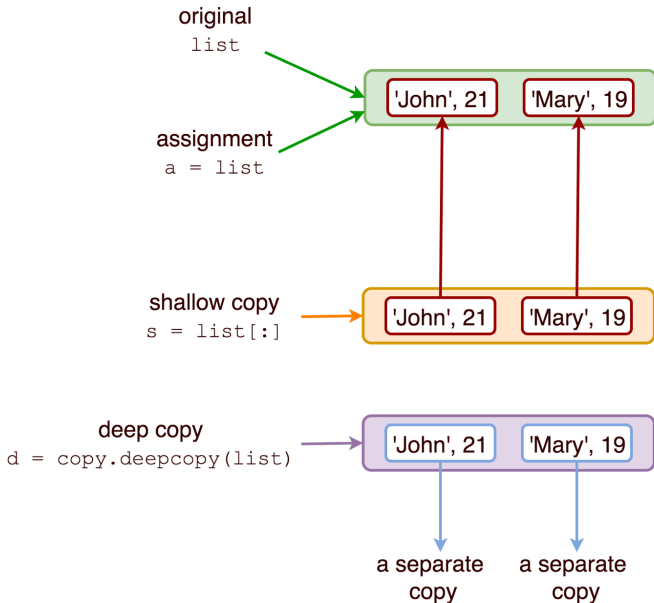 original
list
'John', 21
'Mary', 19
assignment
a = list
shallow copy
s = list[:]
'John', 21
'Mary', 19
deep copy
d = copy.deepcopy(list)
'John', 21
'Mary', 19
a separate
copy
a separate
copy